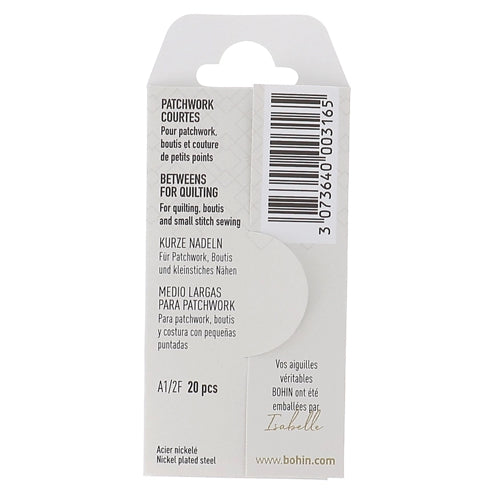 PATCHWORK
COURTES
Pour patchwork,
boutis et couture
de petits points
BETWEENS
FOR QUILTING
For quilting, boutis
and small stitch sewing
KURZE NADELN
Für Patchwork, Boutis
und kleinstiches Nähen
MEDIO LARGAS
PARA PATCHWORK
Para patchwork, boutis
y costura con pequeñas
puntadas
A1/2F 20 pcs
Acier nickelé
Nickel plated steel
3 073640 003165
Vos aiguilles
véritables
BOHIN ont été
emballées par
Isabelle
www.bohin.com